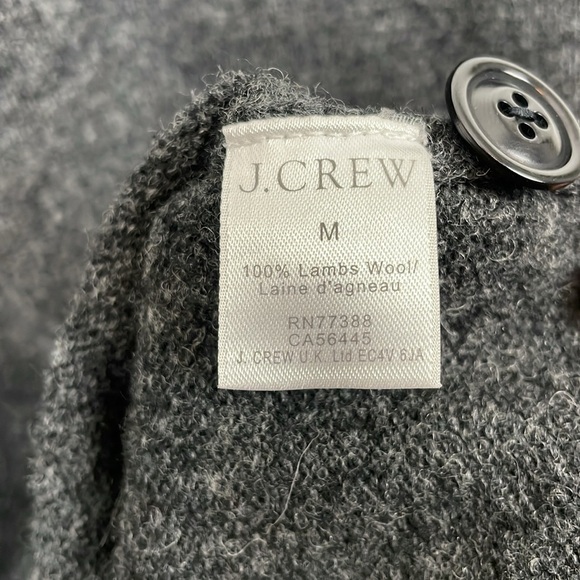 J.CREW
M
100% Lambs Wool/
Laine d'agneau
RN77388
CA56445
J. CREW U.K. Ltd EC4V 6JA